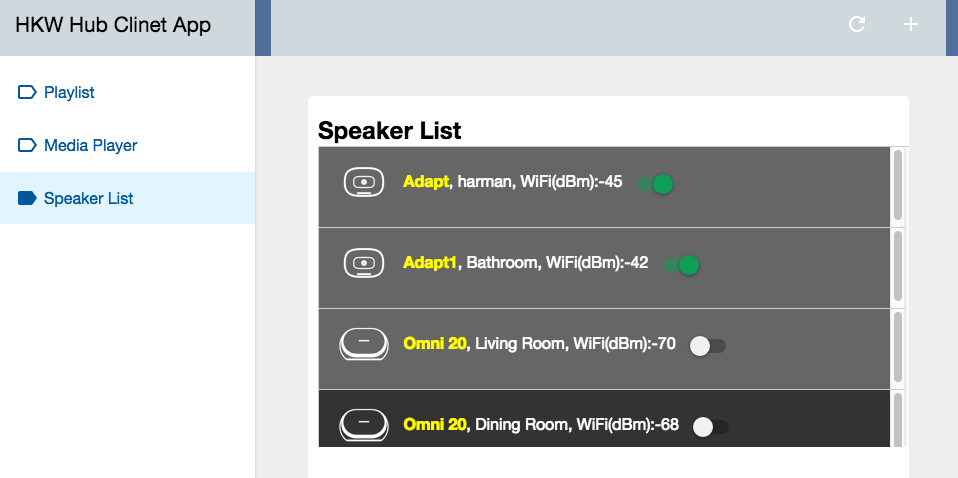 HKW Hub Clinet App
Playlist
Media Player
Speaker List
Speaker List
Adapt, harman, WiFi(dBm):-45
Adapt1, Bathroom, WiFi(dBm):-42
Omni 20, Living Room, WiFi(dBm):-70
Omni 20, Dining Room, WiFi(dBm):-68